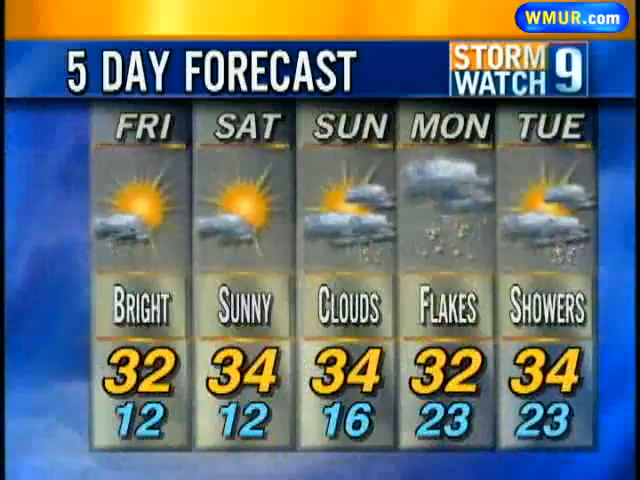 WMUR.com
5 DAY FORECAST
STORM WATCH 9
FRI SAT SUN MON TUE
BRIGHT SUNNY CLOUDS FLAKES SHOWERS
32 34 34 32 34
12 12 16 23 23